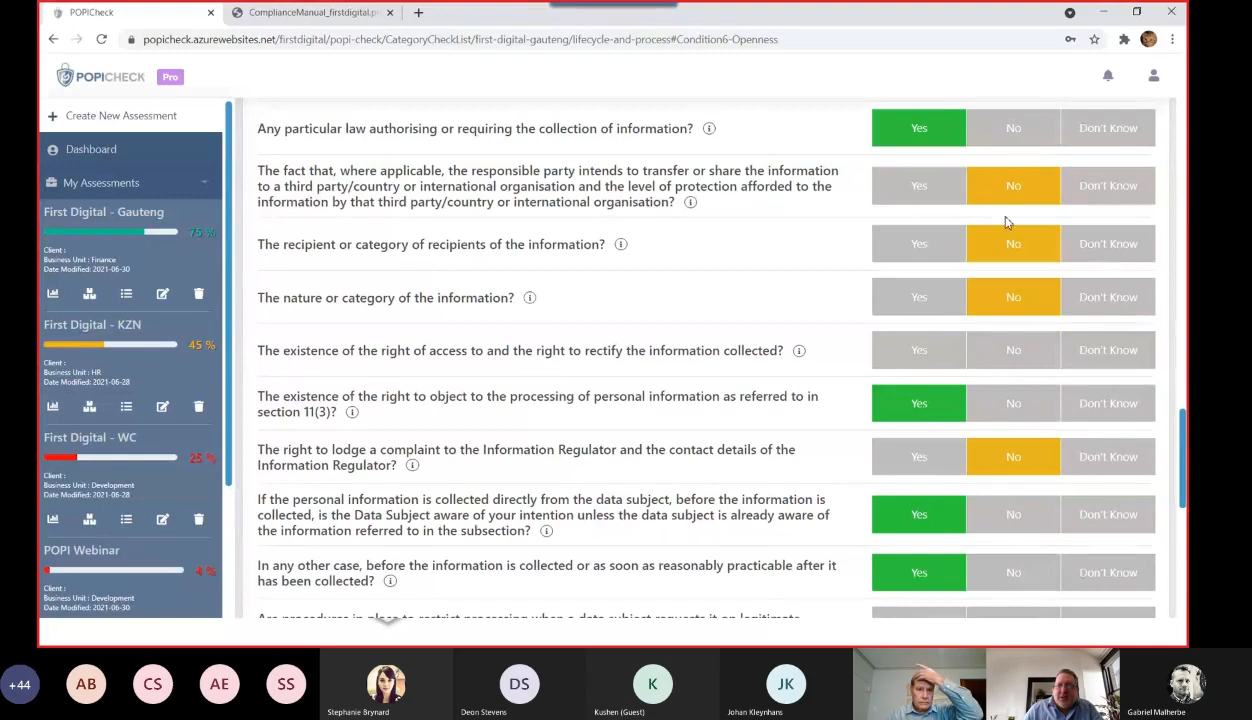 POPICheck
ComplianceManual_firstdigital.p
popicheck.azurewebsites.net/firstdigital/popi-check/CategoryCheckList/first-digital-gauteng/lifecycle-and-process#Condition6-Openness
POPICHECK
Pro
Create New Assessment
Dashboard
My Assessments
First Digital - Gauteng
75 %
Client :
Business Unit : Finance
Date Modified: 2021-06-30
First Digital - KZN
45 %
Client :
Business Unit : HR
Date Modified: 2021-06-28
First Digital - WC
25 %
Client :
Business Unit : Development
Date Modified: 2021-06-28
POPI Webinar
4 %
Client :
Business Unit : Development
Date Modified: 2021-06-30
Any particular law authorising or requiring the collection of information?
Yes No Don't Know
The fact that, where applicable, the responsible party intends to transfer or share the information
to a third party/country or international organisation and the level of protection afforded to the
information by that third party/country or international organisation?
Yes No Don't Know
The recipient or category of recipients of the information?
Yes No Don't Know
The nature or category of the information?
Yes No Don't Know
The existence of the right of access to and the right to rectify the information collected?
Yes No Don't Know
The existence of the right to object to the processing of personal information as referred to in
section 11(3)?
Yes No Don't Know
The right to lodge a complaint to the Information Regulator and the contact details of the
Information Regulator?
Yes No Don't Know
If the personal information is collected directly from the data subject, before the information is
collected, is the Data Subject aware of your intention unless the data subject is already aware of
the information referred to in the subsection?
Yes No Don't Know
In any other case, before the information is collected or as soon as reasonably practicable after it
has been collected?
Yes No Don't Know
Are procedures in place to restrict processing when a data subject requests it on legitimate
+44
AB
CS
AE
SS
Stephanie Brynard
DS
Deon Stevens
K
Kushen (Guest)
JK
Johan Kleynhans
Gabriel Malherbe